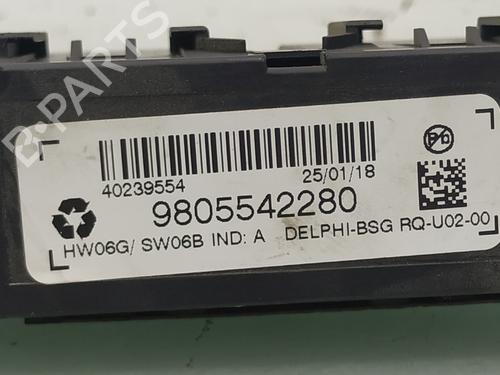 B-PARTS
40239554
25/01/18
P/D
9805542280
HW06G/ SW06B IND: A DELPHI-BSG RQ-U02-00